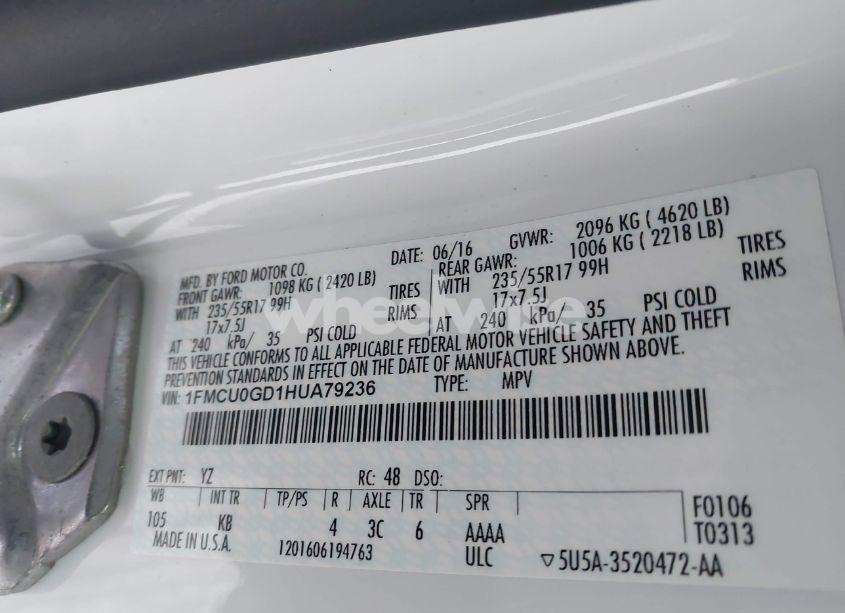 MFD. BY FORD MOTOR CO. DATE: 06/16 GVWR: 2096 KG ( 4620 LB)
FRONT GAWR: 1098 KG ( 2420 LB) REAR GAWR: 1006 KG ( 2218 LB)
WITH 235/55R17 99H TIRES WITH 235/55R17 99H TIRES
17x7.5J RIMS 17x7.5J RIMS
AT 240 kPa/ 35 PSI COLD AT 240 kPa/ 35 PSI COLD
THIS VEHICLE CONFORMS TO ALL APPLICABLE FEDERAL MOTOR VEHICLE SAFETY AND THEFT
PREVENTION STANDARDS IN EFFECT ON THE DATE OF MANUFACTURE SHOWN ABOVE.
VIN: 1FMCU0GD1HUA79236 TYPE: MPV
EXT PNT: YZ RC: 48 DSO:
WB INT TR TP/PS R AXLE TR SPR F0106
105 KB 4 3C 6 AAAA T0313
MADE IN U.S.A. 1201606194763 ULC ▽5U5A-3520472-AA
wheelwise